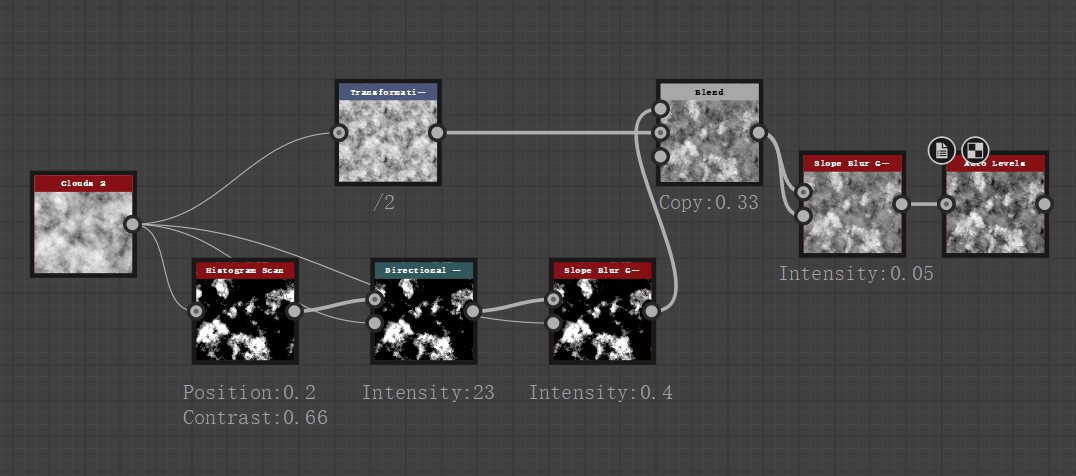 Transformati—
Blend
/2
Copy:0.33
Slope Blur G—
Auto Levels
Intensity:0.05
Clouds 2
Histogram Scan
Directional —
Slope Blur G—
Position:0.2
Contrast:0.66
Intensity:23
Intensity:0.4